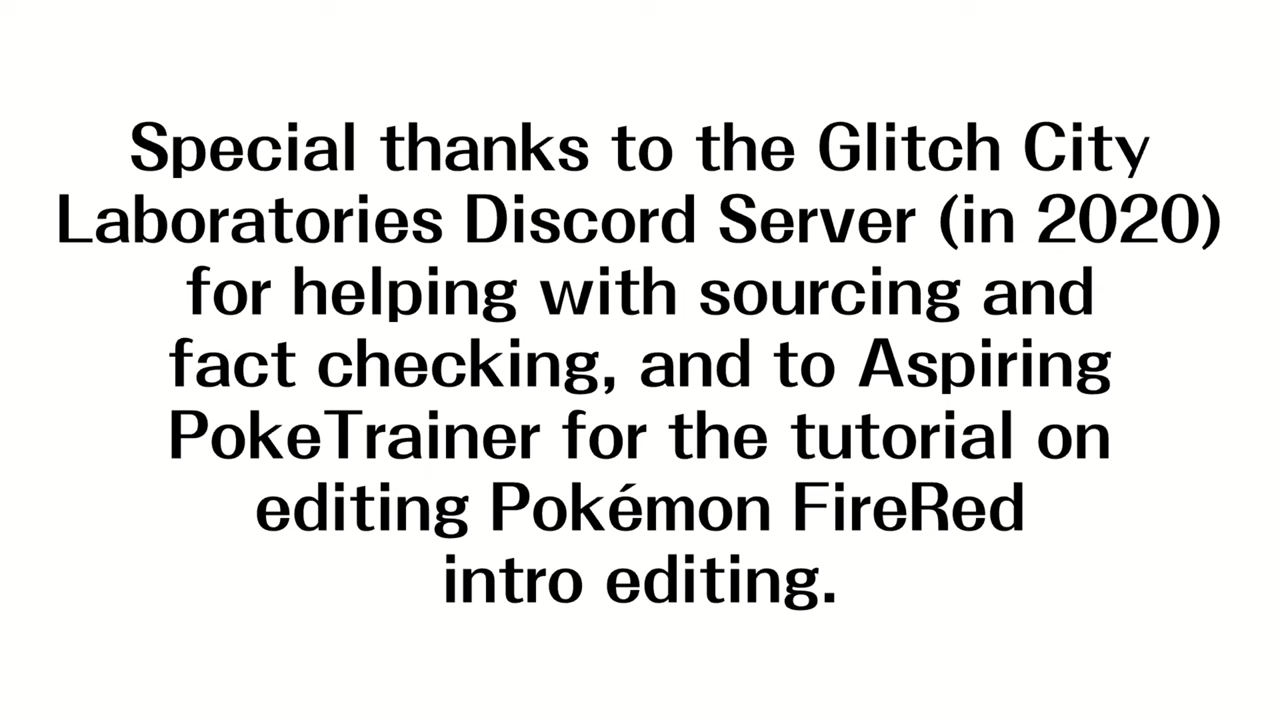 Special thanks to the Glitch City
Laboratories Discord Server (in 2020)
for helping with sourcing and
fact checking, and to Aspiring
PokeTrainer for the tutorial on
editing Pokémon FireRed
intro editing.